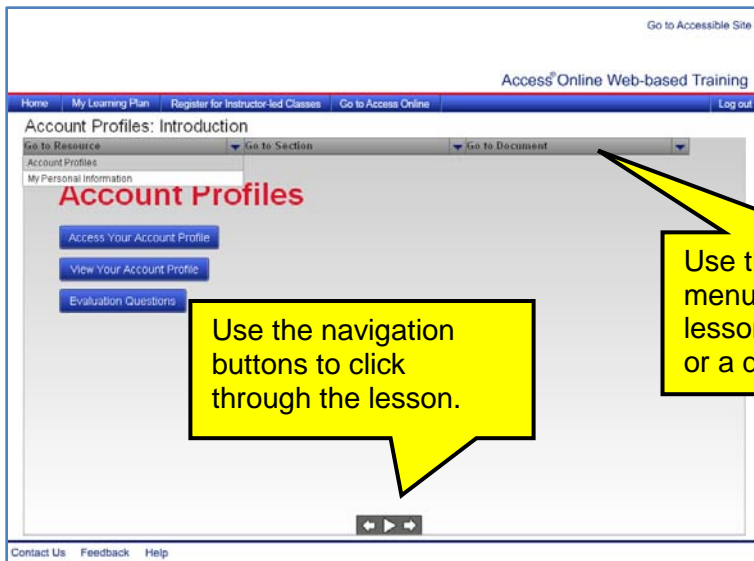 Go to Accessible Site
Access® Online Web-based Training
Home My Learning Plan Register for Instructor-led Classes Go to Access Online Log out
Account Profiles: Introduction
Go to Resource Go to Section Go to Document
Account Profiles
My Personal Information
Account Profiles
Access Your Account Profile
View Your Account Profile
Evaluation Questions
Use the navigation
buttons to click
through the lesson.
Use
menu
lesso
or a
Contact Us Feedback Help